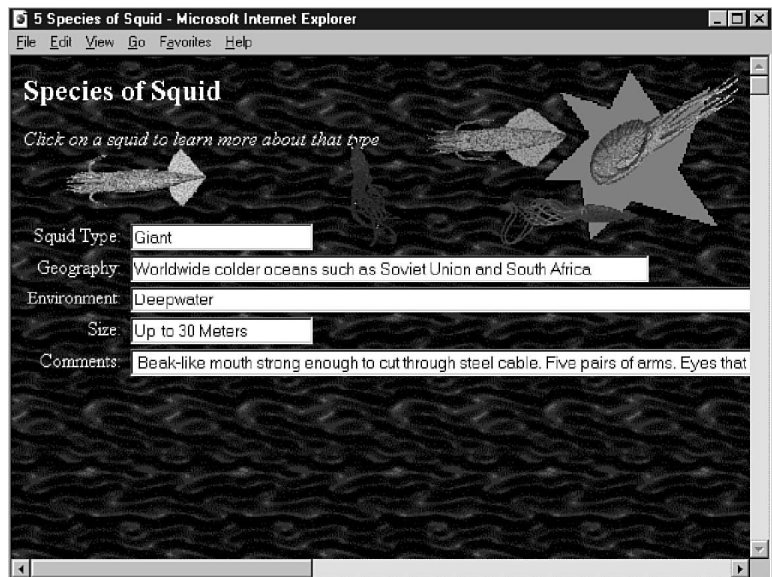 5 Species of Squid - Microsoft Internet Explorer
File Edit View Go Favorites Help
Species of Squid
Click on a squid to learn more about that type
Squid Type: Giant
Geography: Worldwide colder oceans such as Soviet Union and South Africa
Environment: Deepwater
Size: Up to 30 Meters
Comments: Beak-like mouth strong enough to cut through steel cable. Five pairs of arms. Eyes that